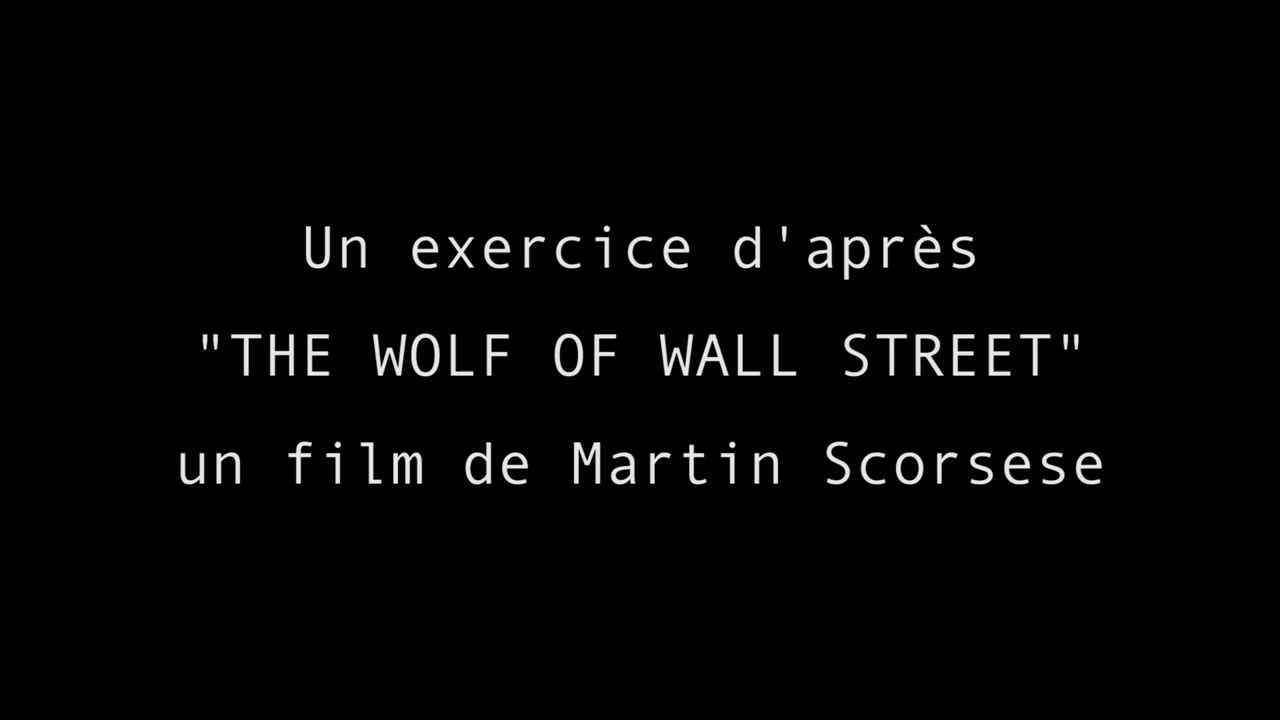 Un exercice d'après
"THE WOLF OF WALL STREET"
un film de Martin Scorsese